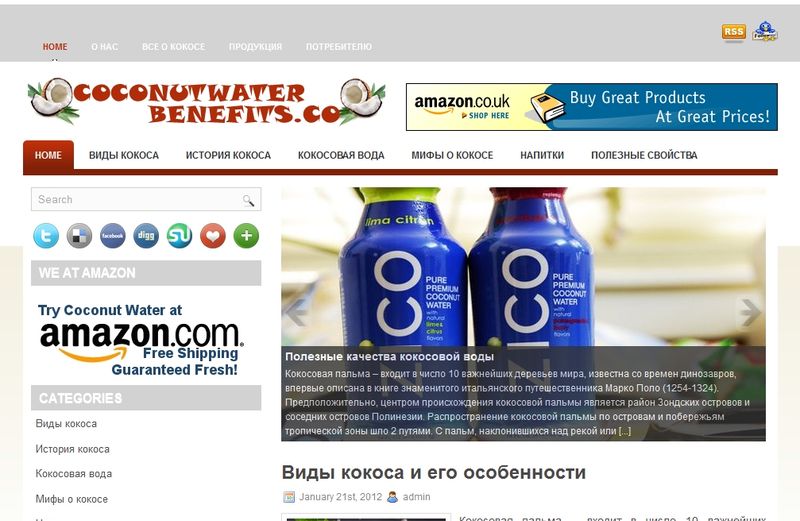 HOME О НАС ВСЕ О КОКОСЕ ПРОДУКЦИЯ ПОТРЕБИТЕЛЮ
RSS
COCONUTWATER
BENEFITS.CO
amazon.co.uk
SHOP HERE
Buy Great Products
At Great Prices!
HOME ВИДЫ КОКОСА ИСТОРИЯ КОКОСА КОКОСОВАЯ ВОДА МИФЫ О КОКОСЕ НАПИТКИ ПОЛЕЗНЫЕ СВОЙСТВА
Search
facebook
digg
WE AT AMAZON
Try Coconut Water at
amazon.com
Free Shipping
Guaranteed Fresh!
CATEGORIES
Виды кокоса
История кокоса
Кокосовая вода
Мифы о кокосе
lima citron
ICO
PURE
PREMIUM
COCONUT
WATER
with natural
lime &
citrus
flavors
ZICO
PURE
PREMIUM
COCONUT
WATER
with natural
flavors
Полезные качества кокосовой воды
Кокосовая пальма – входит в число 10 важнейших деревьев мира, известна со времен динозавров,
впервые описана в книге знаменитого итальянского путешественника Марко Поло (1254-1324).
Предположительно, центром происхождения кокосовой пальмы является район Зондских островов и
соседних островов Полинезии. Распространение кокосовой пальмы по островам и побережьям
тропической зоны шло 2 путями. С пальм, наклонившихся над рекой или [...]
Виды кокоса и его особенности
January 21st, 2012 admin
Кокосовая пальма – входит в число 10 важнейших